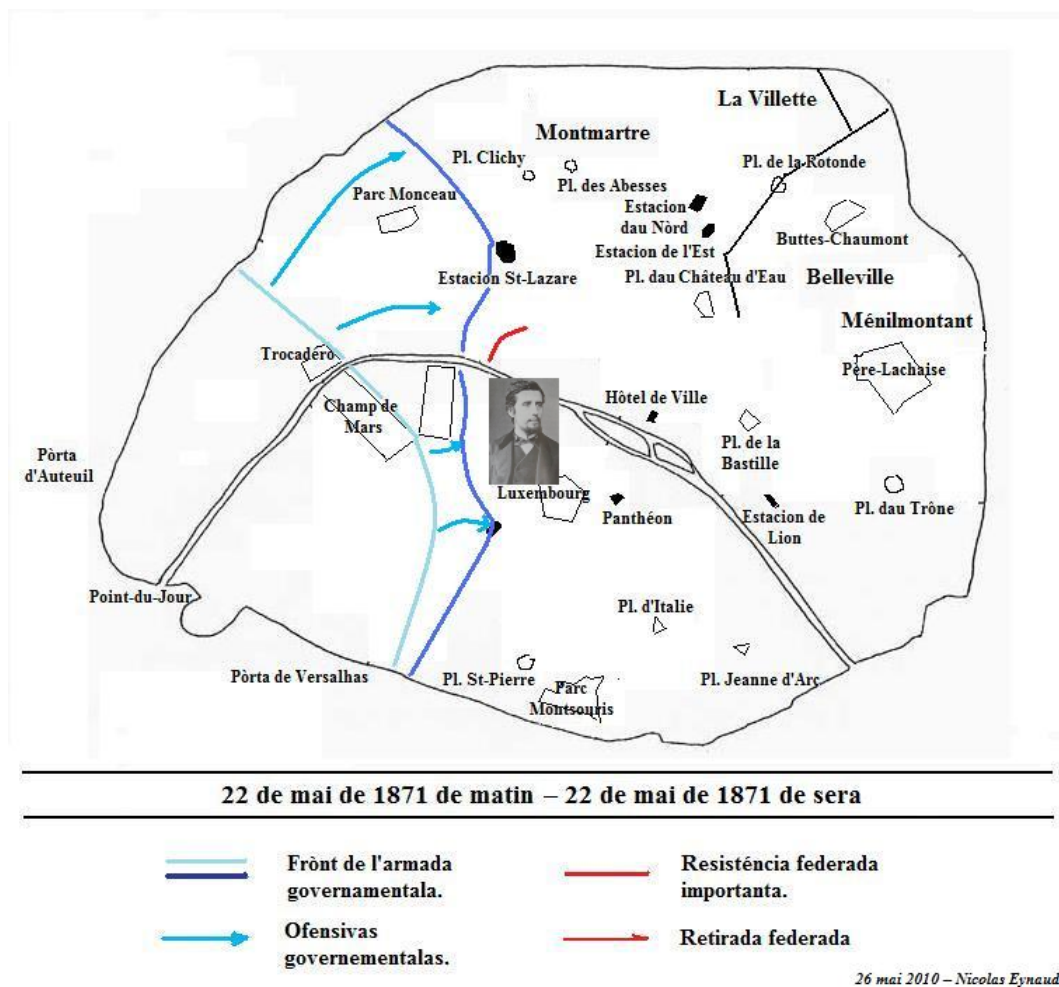 La Villette
Montmartre
Pl. Clichy
Pl. de la Rotonde
Pl. des Abesses
Parc Monceau
Estacion
dau Nòrd
Buttes-Chaumont
Estacion de l'Est
Estacion St-Lazare
Pl. dau Château d'Eau
Belleville
Ménilmontant
Trocadéro
Père-Lachaise
Champ de
Mars
Hôtel de Ville
Pl. de la
Bastille
Pòrta
d'Auteuil
Luxembourg
Panthéon
Estacion de
Lion
Pl. dau Trône
Point-du-Jour
Pl. d'Italie
Pòrta de Versalhas
Pl. St-Pierre
Parc
Montsouris
Pl. Jeanne d'Arc
22 de mai de 1871 de matin – 22 de mai de 1871 de sera
Frònt de l'armada
governamentala.
Resisténcia federada
importanta.
Ofensivas
governementalas.
Retirada federada
26 mai 2010 – Nicolas Eynaud